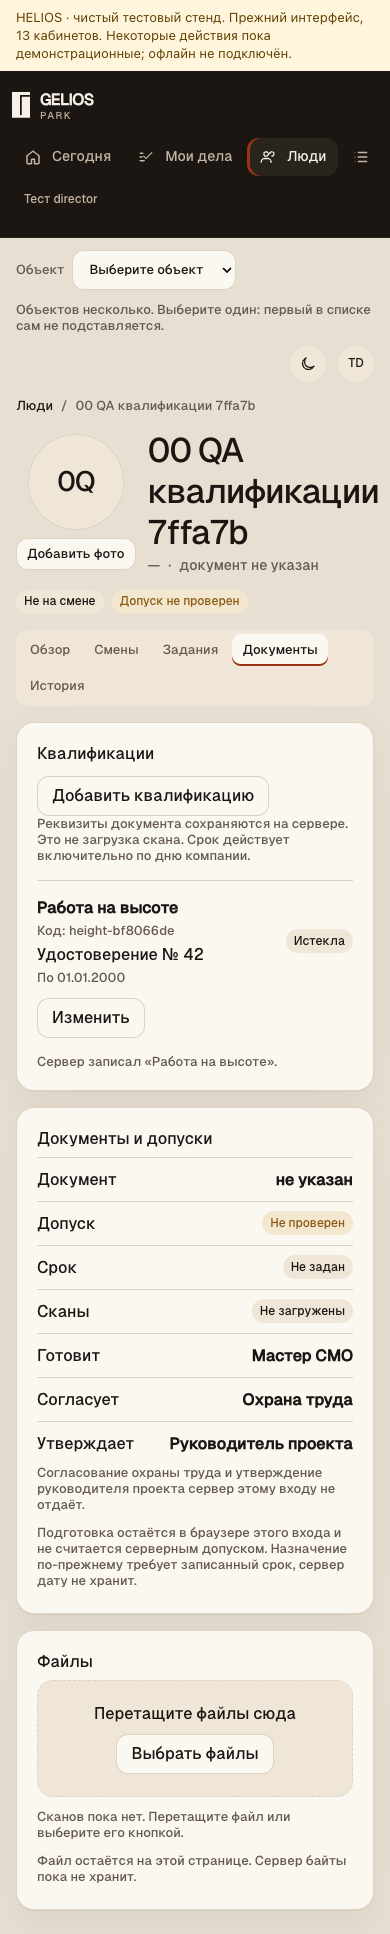 HELIOS · чистый тестовый стенд. Прежний интерфейс,
13 кабинетов. Некоторые действия пока
демонстрационные; офлайн не подключён.
GELIOS
PARK
Сегодня
Мои дела
Люди
Тест director
Объект
Выберите объект
Объектов несколько. Выберите один: первый в списке
сам не подставляется.
TD
Люди / 00 QA квалификации 7ffa7b
0Q
00 QA
квалификации
7ffa7b
Добавить фото
— · документ не указан
Не на смене
Допуск не проверен
Обзор
Смены
Задания
Документы
История
Квалификации
Добавить квалификацию
Реквизиты документа сохраняются на сервере.
Это не загрузка скана. Срок действует
включительно по дню компании.
Работа на высоте
Код: height-bf8066de
Удостоверение № 42
По 01.01.2000
Истекла
Изменить
Сервер записал «Работа на высоте».
Документы и допуски
Документ не указан
Допуск Не проверен
Срок Не задан
Сканы Не загружены
Готовит Мастер СМО
Согласует Охрана труда
Утверждает Руководитель проекта
Согласование охраны труда и утверждение
руководителя проекта сервер этому входу не
отдаёт.
Подготовка остаётся в браузере этого входа и
не считается серверным допуском. Назначение
по-прежнему требует записанный срок, сервер
дату не хранит.
Файлы
Перетащите файлы сюда
Выбрать файлы
Сканов пока нет. Перетащите файл или
выберите его кнопкой.
Файл остаётся на этой странице. Сервер байты
пока не хранит.